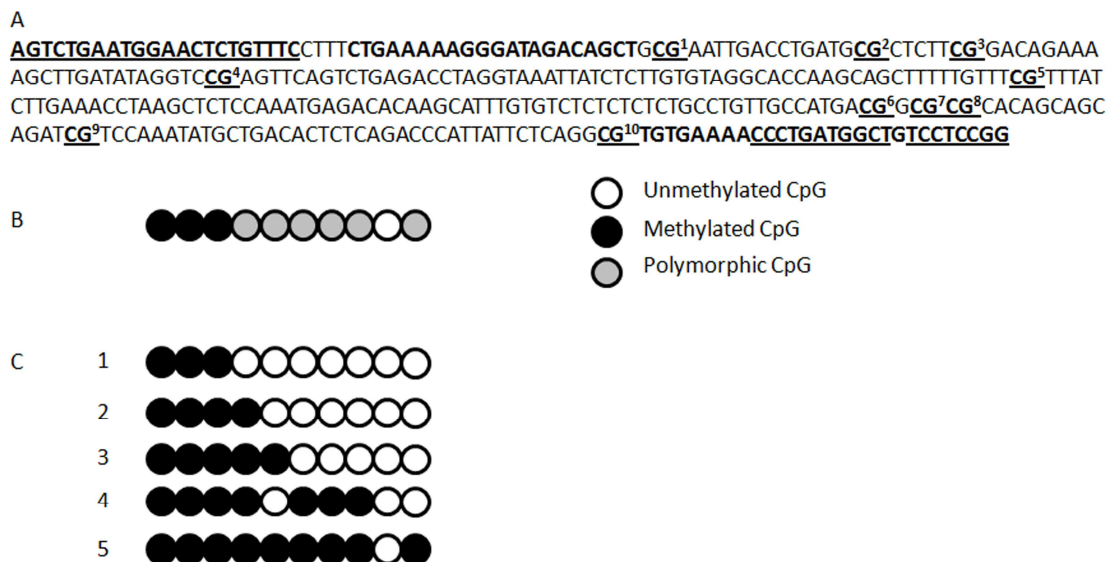 A
AGTCTGAATGGAACTCTGTTTCCTTTCTGAAAAAGGGATAGACAGCTGCG¹AATTGACCTGATGCG²CTCTTCG³GACAGAAA
AGCTTGATATAGGTCCG⁴AGTTCAGTCTGAGACCTAGGTAAATTATCTCTTGTGTAGGCACCAAGCAGCTTTTTGTTTCG⁵TTTAT
CTTGAAACCTAAGCTCTCCAAATGAGACACAAGCATTTGTGTCTCTCTCTCTGCCTGTTGCCATGACG⁶GCG⁷CG⁸CACAGCAGC
AGATCG⁹TCCAAATATGCTGACACTCTCAGACCCATTATTCTCAGGCG¹⁰TGTGAAAACCCTGATGGCTGTCCTCCGG
B
Unmethylated CpG
Methylated CpG
Polymorphic CpG
C
1
2
3
4
5